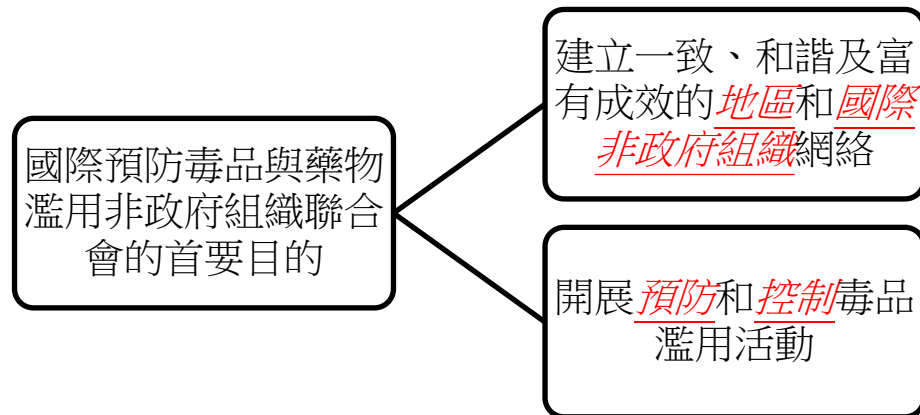 國際預防毒品與藥物
濫用非政府組織聯合
會的首要目的
建立一致、和諧及富
有成效的地區和國際
非政府組織網絡
開展預防和控制毒品
濫用活動